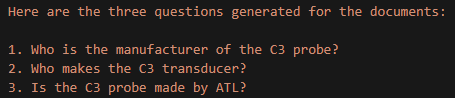 Here are the three questions generated for the documents:
1. Who is the manufacturer of the C3 probe?
2. Who makes the C3 transducer?
3. Is the C3 probe made by ATL?